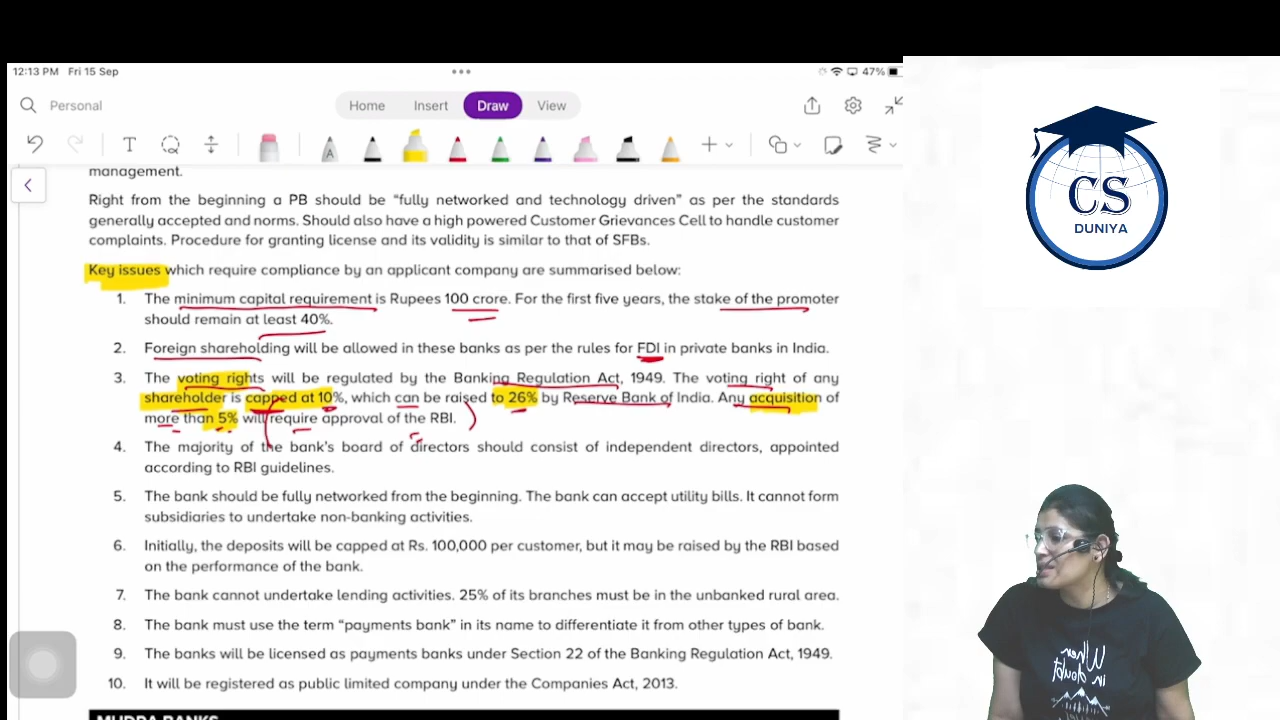 12:13 PM Fri 15 Sep
47%
Personal
Home Insert Draw View
T
A
management.
Right from the beginning a PB should be “fully networked and technology driven” as per the standards
generally accepted and norms. Should also have a high powered Customer Grievances Cell to handle customer
complaints. Procedure for granting license and its validity is similar to that of SFBs.
Key issues which require compliance by an applicant company are summarised below:
1. The minimum capital requirement is Rupees 100 crore. For the first five years, the stake of the promoter
should remain at least 40%.
2. Foreign shareholding will be allowed in these banks as per the rules for FDI in private banks in India.
3. The voting rights will be regulated by the Banking Regulation Act, 1949. The voting right of any
shareholder is capped at 10%, which can be raised to 26% by Reserve Bank of India. Any acquisition of
more than 5% will require approval of the RBI.
4. The majority of the bank’s board of directors should consist of independent directors, appointed
according to RBI guidelines.
5. The bank should be fully networked from the beginning. The bank can accept utility bills. It cannot form
subsidiaries to undertake non-banking activities.
6. Initially, the deposits will be capped at Rs. 100,000 per customer, but it may be raised by the RBI based
on the performance of the bank.
7. The bank cannot undertake lending activities. 25% of its branches must be in the unbanked rural area.
8. The bank must use the term “payments bank” in its name to differentiate it from other types of bank.
9. The banks will be licensed as payments banks under Section 22 of the Banking Regulation Act, 1949.
10. It will be registered as public limited company under the Companies Act, 2013.
MUDRA BANKS
CS
DUNIYA
When
in doubt